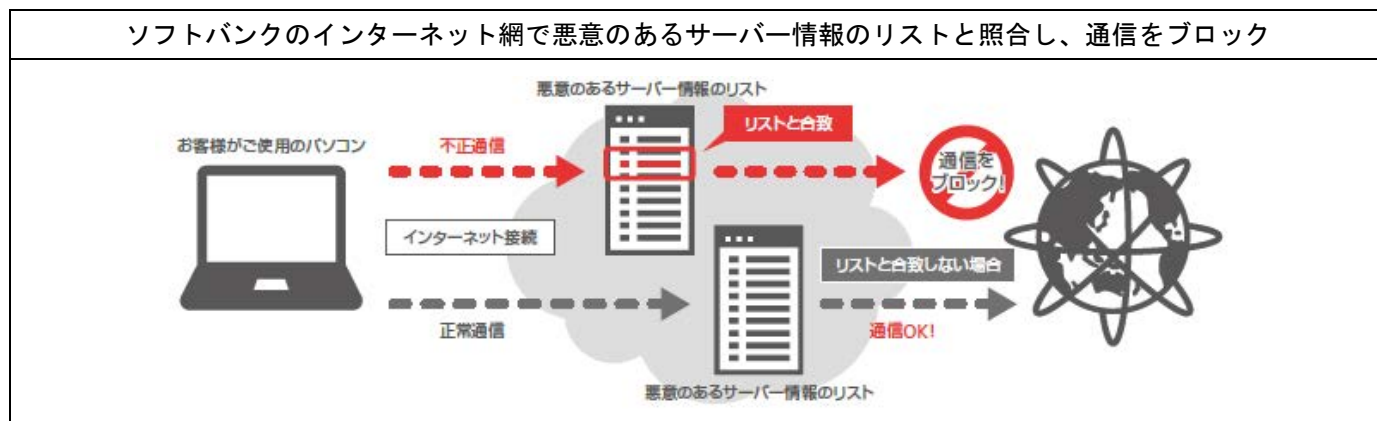 ソフトバンクのインターネット網で悪意のあるサーバー情報のリストと照合し、通信をブロック
悪意のあるサーバー情報のリスト
リストと合致
お客様がご使用のパソコン
不正通信
通信を
ブロック!
インターネット接続
リストと合致しない場合
正常通信
通信OK!
悪意のあるサーバー情報のリスト